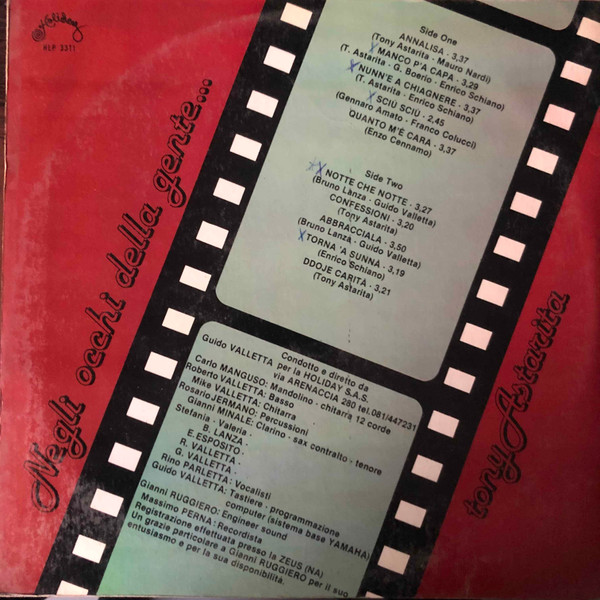 Holiday
HLP 3311
Negli occhi della gente...
Side One
ANNALISA · 3,37
(Tony Astarita - Mauro Nardi)
MANCO P'A CAPA · 3,29
(T. Astarita - G. Boerio - Enrico Schiano)
NUNN'E A CHIAGNERE · 3,37
(T. Astarita - Enrico Schiano)
SCIÙ SCIÙ · 2,45
(Gennaro Amato - Franco Colucci)
QUANTO M'É CARA · 3,37
(Enzo Cennamo)
Side Two
NOTTE CHE NOTTE · 3,27
(Bruno Lanza - Guido Valletta)
CONFESSIONI · 3,20
(Tony Astarita)
ABBRACCIALA · 3,50
(Bruno Lanza - Guido Valletta)
TORNA 'A SUNNÀ · 3,19
(Enrico Schiano)
DDOJE CARITÀ · 3,21
(Tony Astarita)
tony Astarita
Condotto e diretto da
Guido VALLETTA per la HOLIDAY S.A.S.
via ARENACCIA 280 tel. 081/447231
Carlo MANGUSO: Mandolino - chitarra 12 corde
Roberto VALLETTA: Basso
Mike VALLETTA: Chitarra
Rosario JERMANO: Percussioni
Gianni MINALE: Clarino - sax contralto - tenore
Stefania - Valeria -
B. LANZA -
E. ESPOSITO -
R. VALLETTA -
G. VALLETTA -
Rino PARLETTA: Vocalisti
Guido VALLETTA: Tastiere - programmazione
computer (sistema base YAMAHA)
Gianni RUGGIERO: Engineer sound
Massimo PERNA: Recordista
Registrazione effettuata presso la ZEUS (NA)
Un grazie particolare a Gianni RUGGIERO per il suo
entusiasmo e per la sua disponibilità.